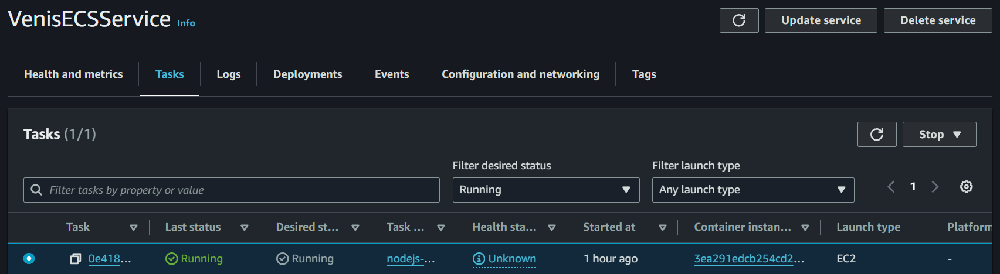 VenisECSService Info
Update service
Delete service
Health and metrics
Tasks
Logs
Deployments
Events
Configuration and networking
Tags
Tasks (1/1)
Stop
Filter desired status
Filter launch type
Filter tasks by property or value
Running
Any launch type
1
Task
Last status
Desired st...
Task ...
Health sta...
Started at
Container instan...
Launch type
Platform
0e418...
Running
Running
nodejs-...
Unknown
1 hour ago
3ea291edcb254cd2...
EC2
-